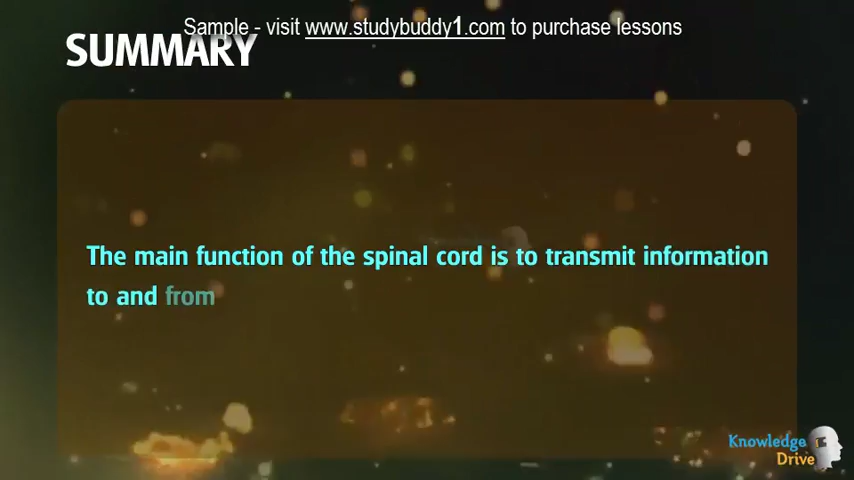 Sample - visit www.studybuddy1.com to purchase lessons
SUMMARY
The main function of the spinal cord is to transmit information
to and from
Knowledge
Drive